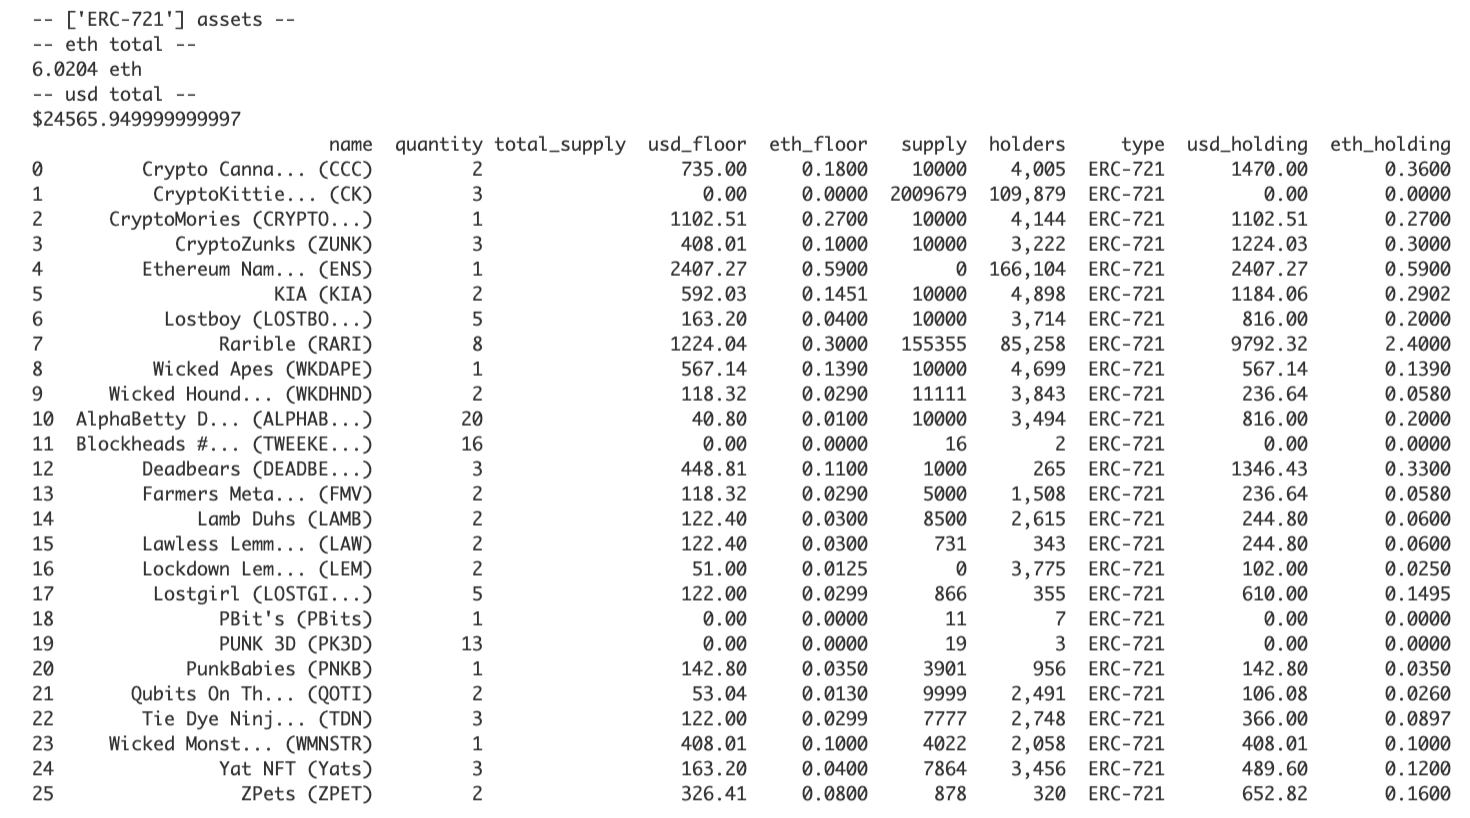 -- ['ERC-721'] assets --
-- eth total --
6.0204 eth
-- usd total --
$24565.949999999997
name quantity total_supply usd_floor eth_floor supply holders type usd_holding eth_holding
0 Crypto Canna... (CCC) 2 735.00 0.1800 10000 4,005 ERC-721 1470.00 0.3600
1 CryptoKittie... (CK) 3 0.00 0.0000 2009679 109,879 ERC-721 0.00 0.0000
2 CryptoMories (CRYPTO...) 1 1102.51 0.2700 10000 4,144 ERC-721 1102.51 0.2700
3 CryptoZunks (ZUNK) 3 408.01 0.1000 10000 3,222 ERC-721 1224.03 0.3000
4 Ethereum Nam... (ENS) 1 2407.27 0.5900 0 166,104 ERC-721 2407.27 0.5900
5 KIA (KIA) 2 592.03 0.1451 10000 4,898 ERC-721 1184.06 0.2902
6 Lostboy (LOSTBO...) 5 163.20 0.0400 10000 3,714 ERC-721 816.00 0.2000
7 Rarible (RARI) 8 1224.04 0.3000 155355 85,258 ERC-721 9792.32 2.4000
8 Wicked Apes (WKDAPE) 1 567.14 0.1390 10000 4,699 ERC-721 567.14 0.1390
9 Wicked Hound... (WKDHND) 2 118.32 0.0290 11111 3,843 ERC-721 236.64 0.0580
10 AlphaBetty D... (ALPHAB...) 20 40.80 0.0100 10000 3,494 ERC-721 816.00 0.2000
11 Blockheads #... (TWEEKE...) 16 0.00 0.0000 16 2 ERC-721 0.00 0.0000
12 Deadbears (DEADBE...) 3 448.81 0.1100 1000 265 ERC-721 1346.43 0.3300
13 Farmers Meta... (FMV) 2 118.32 0.0290 5000 1,508 ERC-721 236.64 0.0580
14 Lamb Duhs (LAMB) 2 122.40 0.0300 8500 2,615 ERC-721 244.80 0.0600
15 Lawless Lemm... (LAW) 2 122.40 0.0300 731 343 ERC-721 244.80 0.0600
16 Lockdown Lem... (LEM) 2 51.00 0.0125 0 3,775 ERC-721 102.00 0.0250
17 Lostgirl (LOSTGI...) 5 122.00 0.0299 866 355 ERC-721 610.00 0.1495
18 PBit's (PBits) 1 0.00 0.0000 11 7 ERC-721 0.00 0.0000
19 PUNK 3D (PK3D) 13 0.00 0.0000 19 3 ERC-721 0.00 0.0000
20 PunkBabies (PNKB) 1 142.80 0.0350 3901 956 ERC-721 142.80 0.0350
21 Qubits On Th... (QOTI) 2 53.04 0.0130 9999 2,491 ERC-721 106.08 0.0260
22 Tie Dye Ninj... (TDN) 3 122.00 0.0299 7777 2,748 ERC-721 366.00 0.0897
23 Wicked Monst... (WMNSTR) 1 408.01 0.1000 4022 2,058 ERC-721 408.01 0.1000
24 Yat NFT (Yats) 3 163.20 0.0400 7864 3,456 ERC-721 489.60 0.1200
25 ZPets (ZPET) 2 326.41 0.0800 878 320 ERC-721 652.82 0.1600